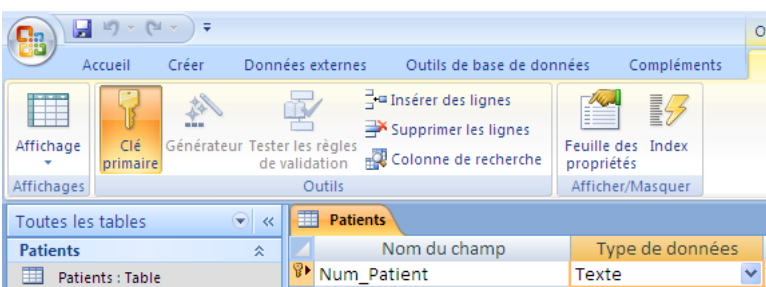 O
Accueil Créer Données externes Outils de base de données Compléments
Affichage
Clé primaire
Générateur
Tester les règles de validation
Insérer des lignes
Supprimer les lignes
Colonne de recherche
Feuille des propriétés
Index
Affichages Outils Afficher/Masquer
Toutes les tables
Patients
Patients
Nom du champ Type de données
Patients : Table
Num_Patient Texte